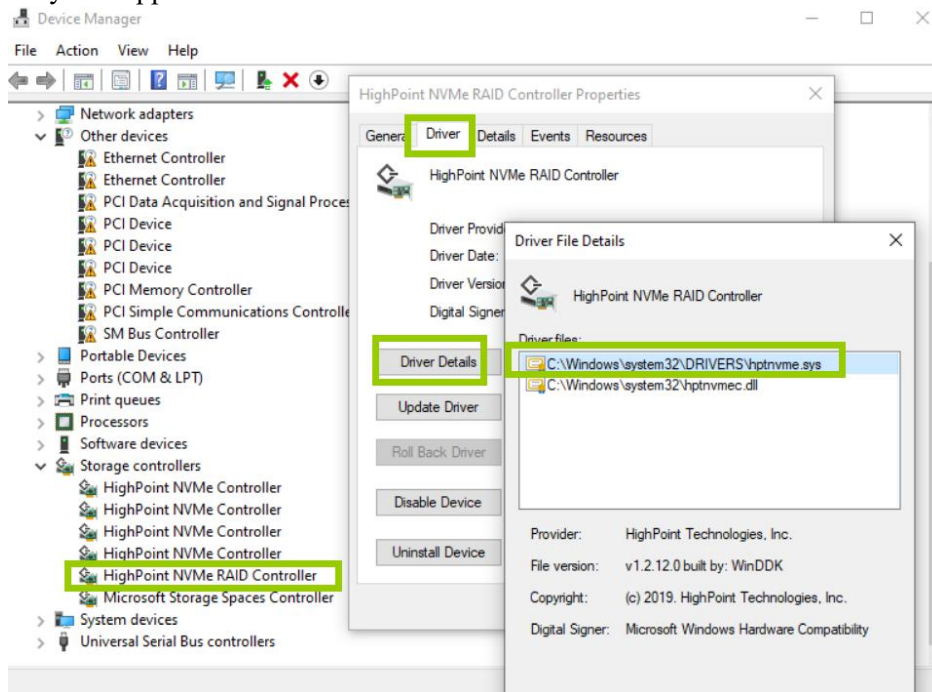 Device Manager
File Action View Help
Network adapters
Other devices
Ethernet Controller
Ethernet Controller
PCI Data Acquisition and Signal Proces
PCI Device
PCI Device
PCI Device
PCI Memory Controller
PCI Simple Communications Controlle
SM Bus Controller
Portable Devices
Ports (COM & LPT)
Print queues
Processors
Software devices
Storage controllers
HighPoint NVMe Controller
HighPoint NVMe Controller
HighPoint NVMe Controller
HighPoint NVMe Controller
HighPoint NVMe RAID Controller
Microsoft Storage Spaces Controller
System devices
Universal Serial Bus controllers
HighPoint NVMe RAID Controller Properties
General Driver Details Events Resources
HighPoint NVMe RAID Controller
Driver Provid
Driver Date:
Driver Version
Digital Signer
Driver Details
Update Driver
Roll Back Driver
Disable Device
Uninstall Device
Driver File Details
HighPoint NVMe RAID Controller
Driver files:
C:\Windows\system32\DRIVERS\hptnvme.sys
C:\Windows\system32\hptnvmec.dll
Provider: HighPoint Technologies, Inc.
File version: v1.2.12.0 built by: WinDDK
Copyright: (c) 2019. HighPoint Technologies, Inc.
Digital Signer: Microsoft Windows Hardware Compatibility